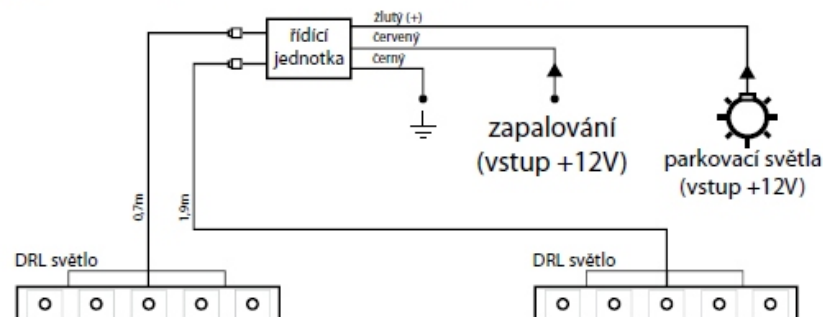 žlutý (+)
řídící
jednotka
červený
černý
zapalování
(vstup +12V)
parkovací světla
(vstup +12V)
0,7m
1,9m
DRL světlo
DRL světlo